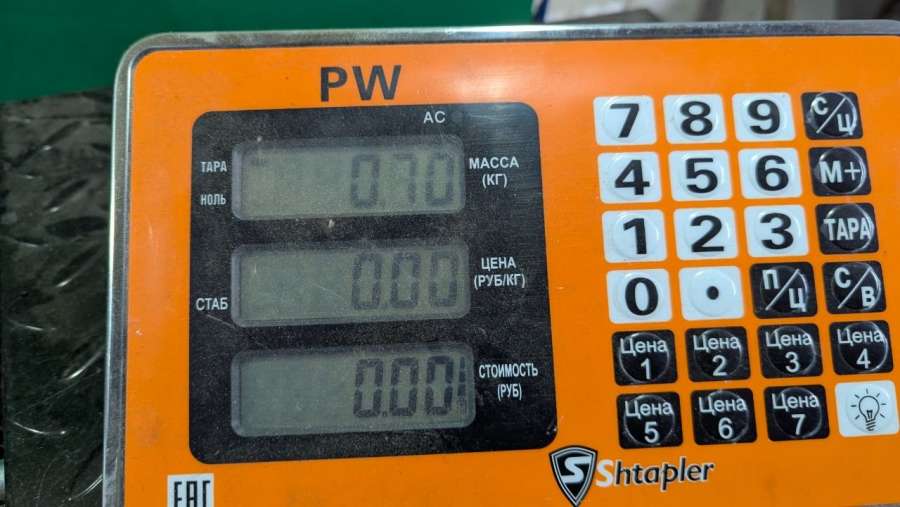 PW
AC
ТАРА
НОЛЬ
0.70
МАССА
(КГ)
СТАБ
0.00
ЦЕНА
(РУБ/КГ)
0.00
СТОИМОСТЬ
(РУБ)
7 8 9 С/Ц
4 5 6 М+
1 2 3 ТАРА
0 . П/Ц С/В
Цена 1 Цена 2 Цена 3 Цена 4
Цена 5 Цена 6 Цена 7
Shtapler
EAC